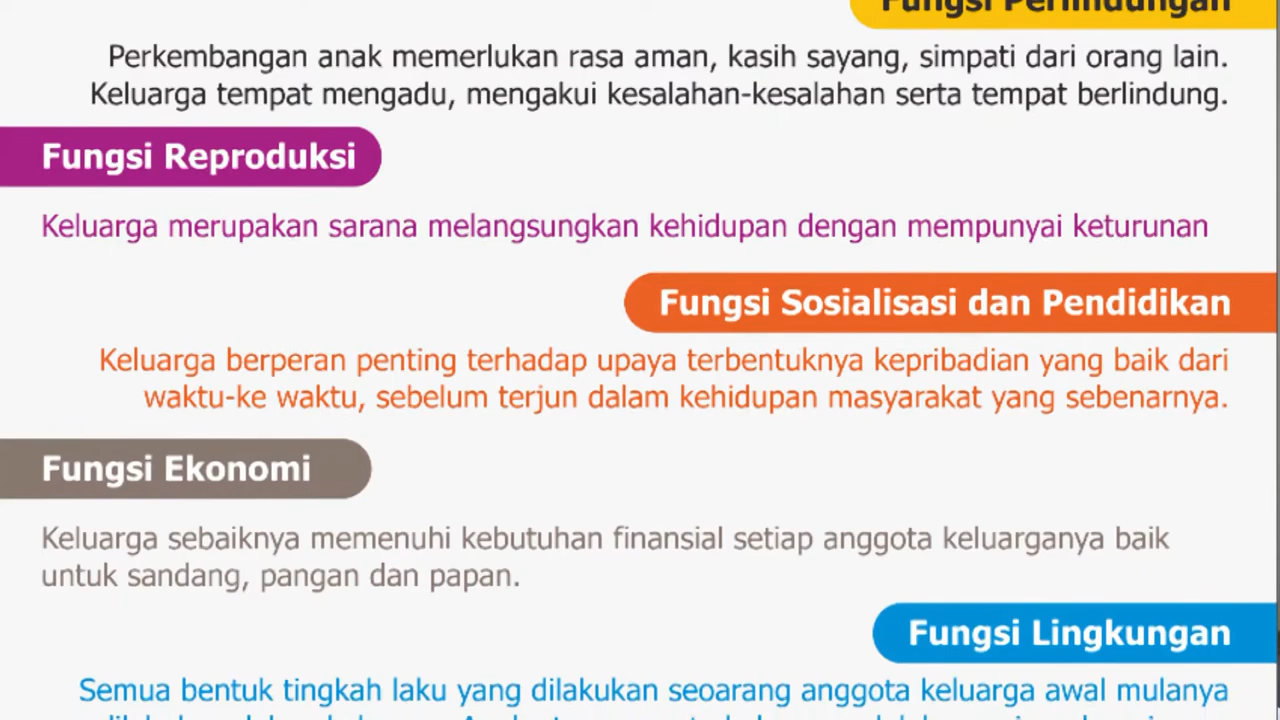 Fungsi Perlindungan
Perkembangan anak memerlukan rasa aman, kasih sayang, simpati dari orang lain.
Keluarga tempat mengadu, mengakui kesalahan-kesalahan serta tempat berlindung.
Fungsi Reproduksi
Keluarga merupakan sarana melangsungkan kehidupan dengan mempunyai keturunan
Fungsi Sosialisasi dan Pendidikan
Keluarga berperan penting terhadap upaya terbentuknya kepribadian yang baik dari
waktu-ke waktu, sebelum terjun dalam kehidupan masyarakat yang sebenarnya.
Fungsi Ekonomi
Keluarga sebaiknya memenuhi kebutuhan finansial setiap anggota keluarganya baik
untuk sandang, pangan dan papan.
Fungsi Lingkungan
Semua bentuk tingkah laku yang dilakukan seoarang anggota keluarga awal mulanya